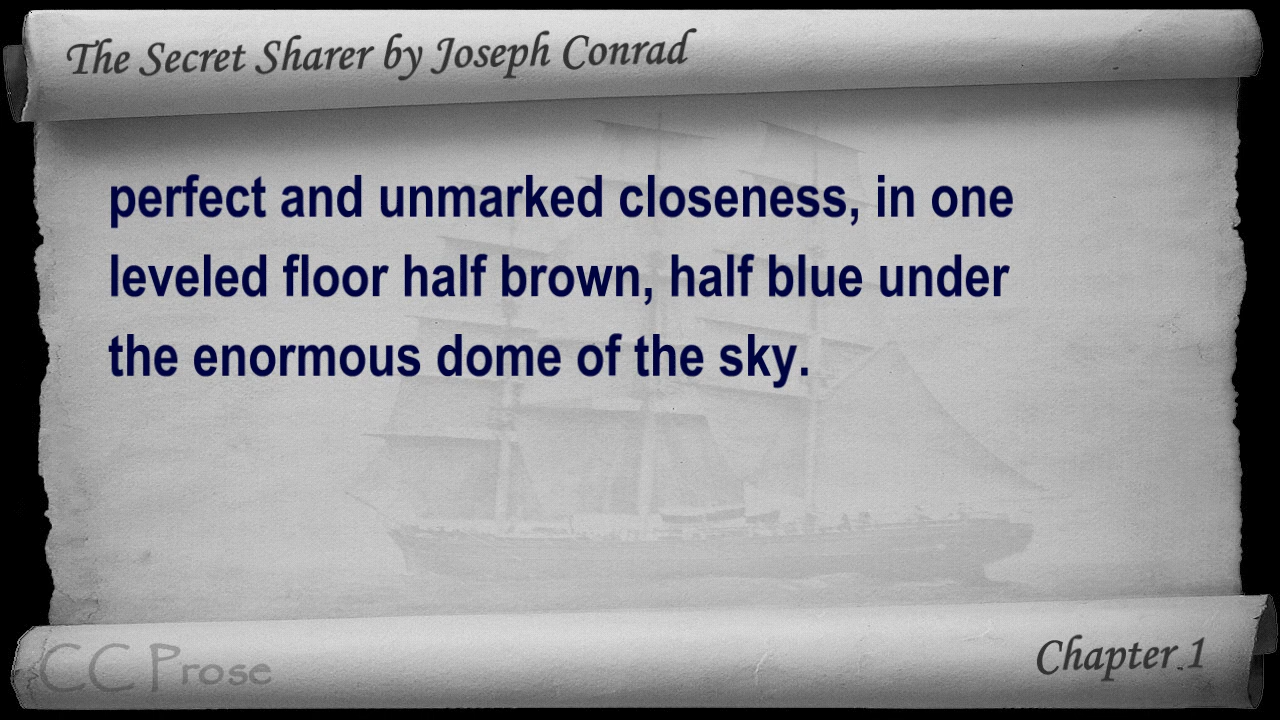 The Secret Sharer by Joseph Conrad
perfect and unmarked closeness, in one
leveled floor half brown, half blue under
the enormous dome of the sky.
CC Prose
Chapter 1